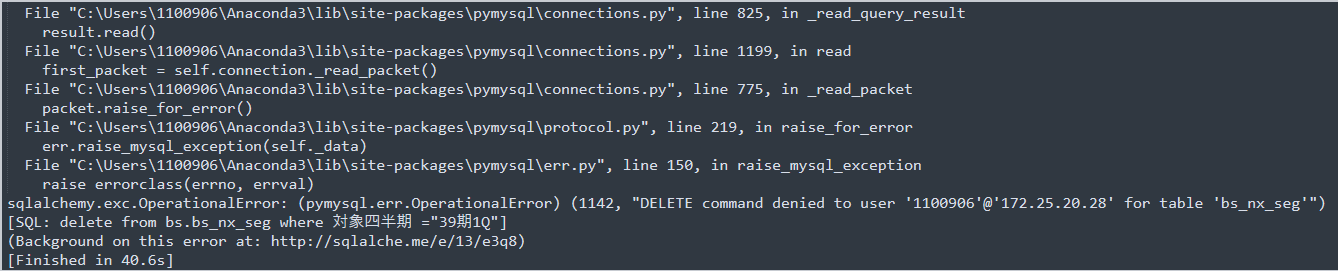 File "C:\Users\1100906\Anaconda3\lib\site-packages\pymysql\connections.py", line 825, in _read_query_result
result.read()
File "C:\Users\1100906\Anaconda3\lib\site-packages\pymysql\connections.py", line 1199, in read
first_packet = self.connection._read_packet()
File "C:\Users\1100906\Anaconda3\lib\site-packages\pymysql\connections.py", line 775, in _read_packet
packet.raise_for_error()
File "C:\Users\1100906\Anaconda3\lib\site-packages\pymysql\protocol.py", line 219, in raise_for_error
err.raise_mysql_exception(self._data)
File "C:\Users\1100906\Anaconda3\lib\site-packages\pymysql\err.py", line 150, in raise_mysql_exception
raise errorclass(errno, errval)
sqlalchemy.exc.OperationalError: (pymysql.err.OperationalError) (1142, "DELETE command denied to user '1100906'@'172.25.20.28' for table 'bs_nx_seg'")
[SQL: delete from bs.bs_nx_seg where 対象四半期 ="39期1Q"]
(Background on this error at: http://sqlalche.me/e/13/e3q8)
[Finished in 40.6s]